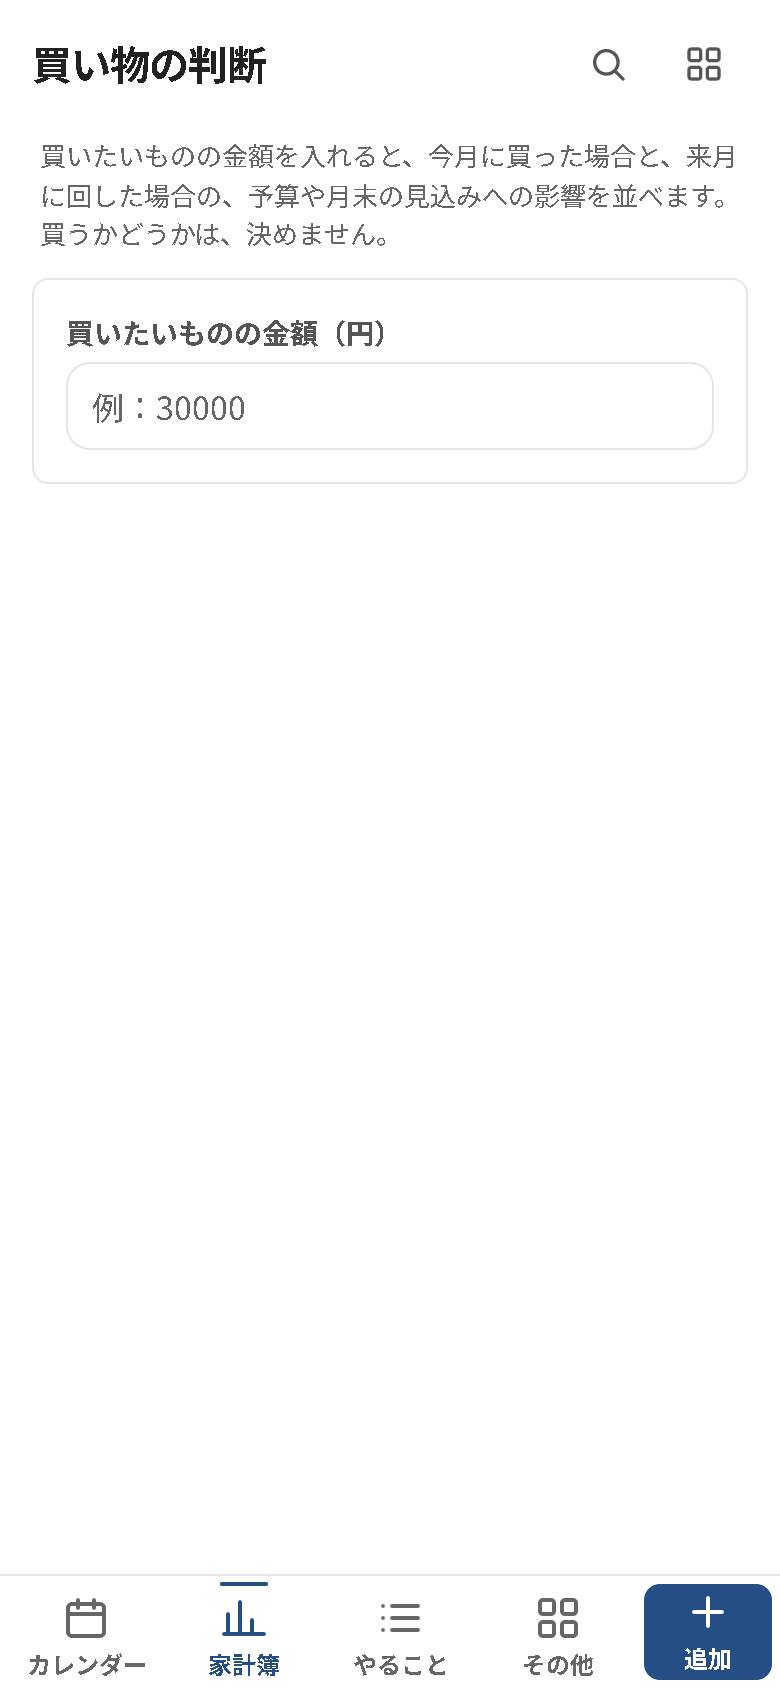 買い物の判断
買いたいものの金額を入れると、今月に買った場合と、来月
に回した場合の、予算や月末の見込みへの影響を並べます。
買うかどうかは、決めません。
買いたいものの金額（円）
例：30000
カレンダー
家計簿
やること
その他
追加